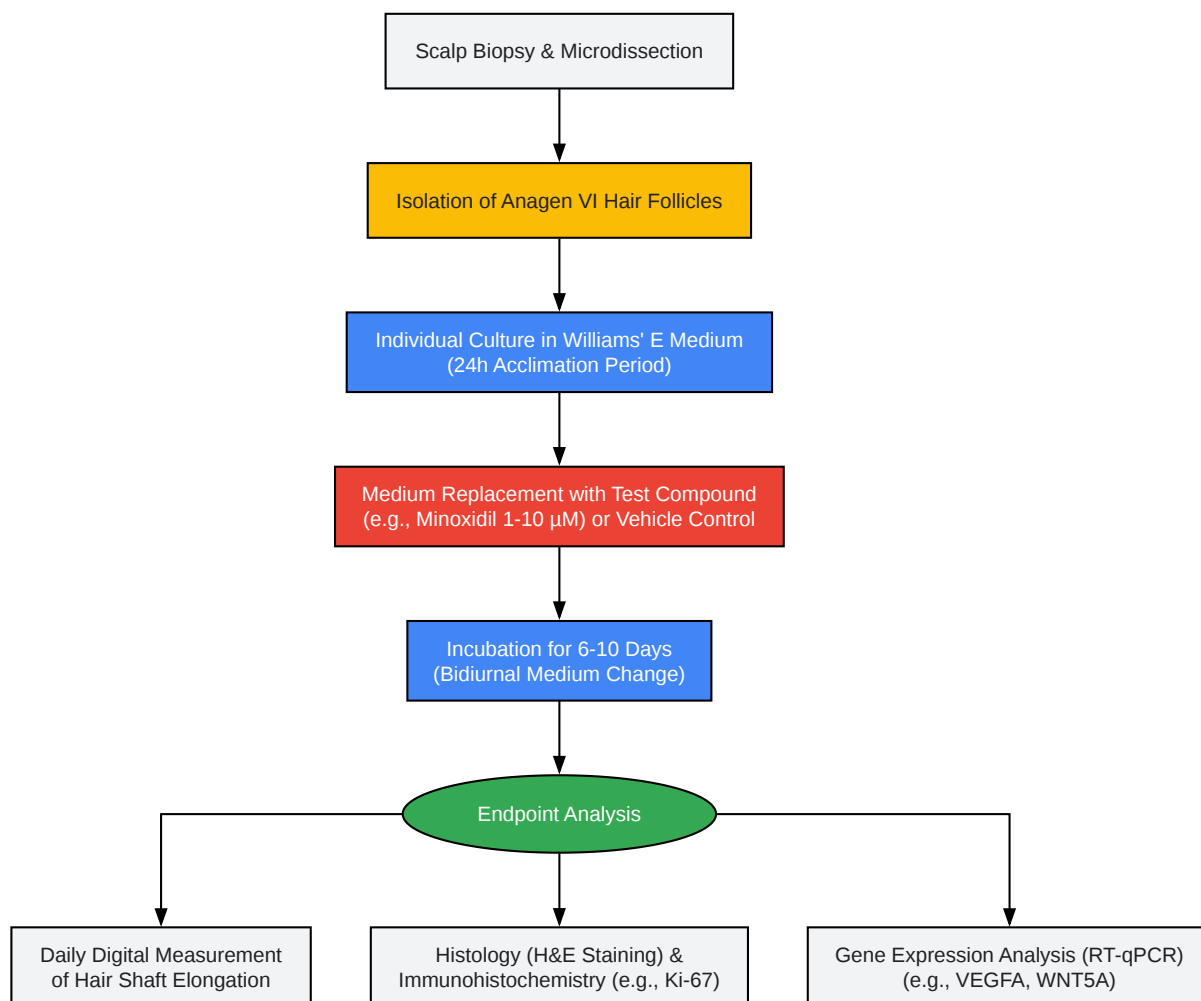 Scalp Biopsy & Microdissection
Isolation of Anagen VI Hair Follicles
Individual Culture in Williams' E Medium
(24h Acclimation Period)
Medium Replacement with Test Compound
(e.g., Minoxidil 1-10 µM) or Vehicle Control
Incubation for 6-10 Days
(Bidiurnal Medium Change)
Endpoint Analysis
Daily Digital Measurement
of Hair Shaft Elongation
Histology (H&E Staining) &
Immunohistochemistry (e.g., Ki-67)
Gene Expression Analysis (RT-qPCR)
(e.g., VEGFA, WNT5A)